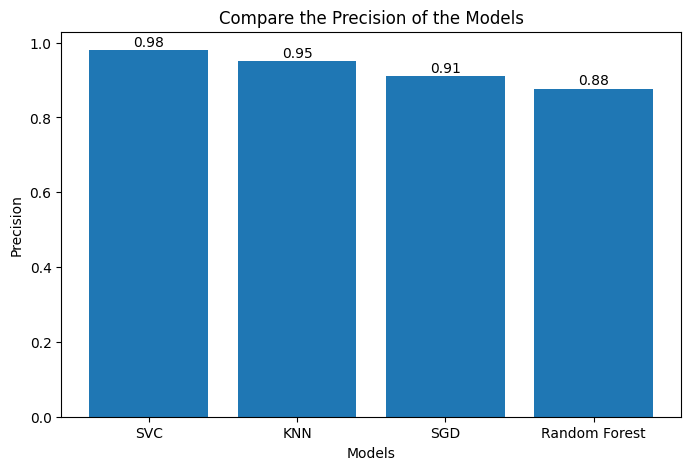 Compare the Precision of the Models
0.98
0.95
0.91
0.88
1.0
0.8
0.6
0.4
0.2
0.0
Precision
SVC
KNN
SGD
Random Forest
Models